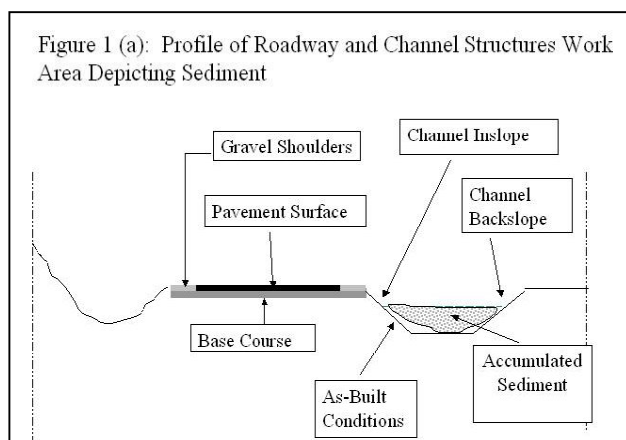 Figure 1 (a):  Profile of Roadway and Channel Structures Work
Area Depicting Sediment
Channel Inslope
Gravel Shoulders
Channel
Backslope
Pavement Surface
Base Course
Accumulated
Sediment
As-Built
Conditions